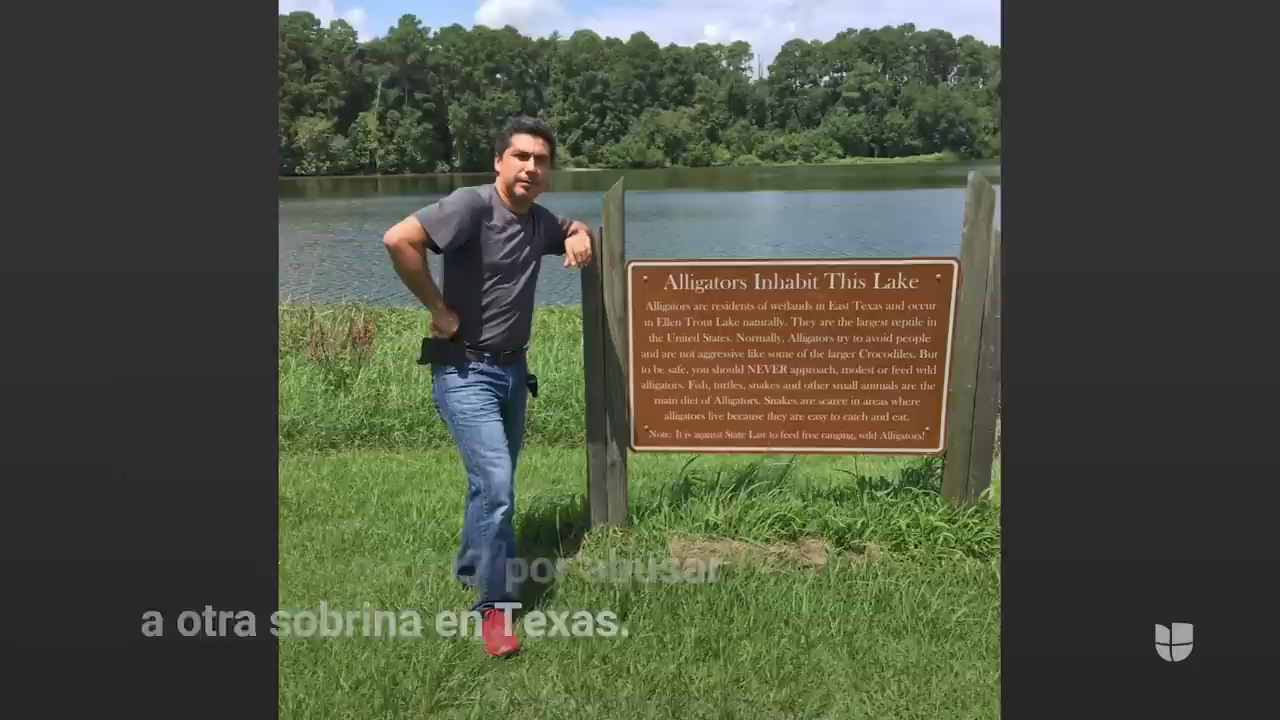 Alligators Inhabit This Lake
Alligators are residents of wetlands in East Texas and occur
in Ellen Trout Lake naturally. They are the largest reptile in
the United States. Normally, Alligators try to avoid people
and are not aggressive like some of the larger Crocodiles. But
to be safe, you should NEVER approach, molest or feed wild
alligators. Fish, turtles, snakes and other small animals are the
main diet of Alligators. Snakes are scarce in areas where
alligators live because they are easy to catch and eat.
Note: It is against State Law to feed free ranging, wild Alligators!
por abusar
a otra sobrina en Texas.